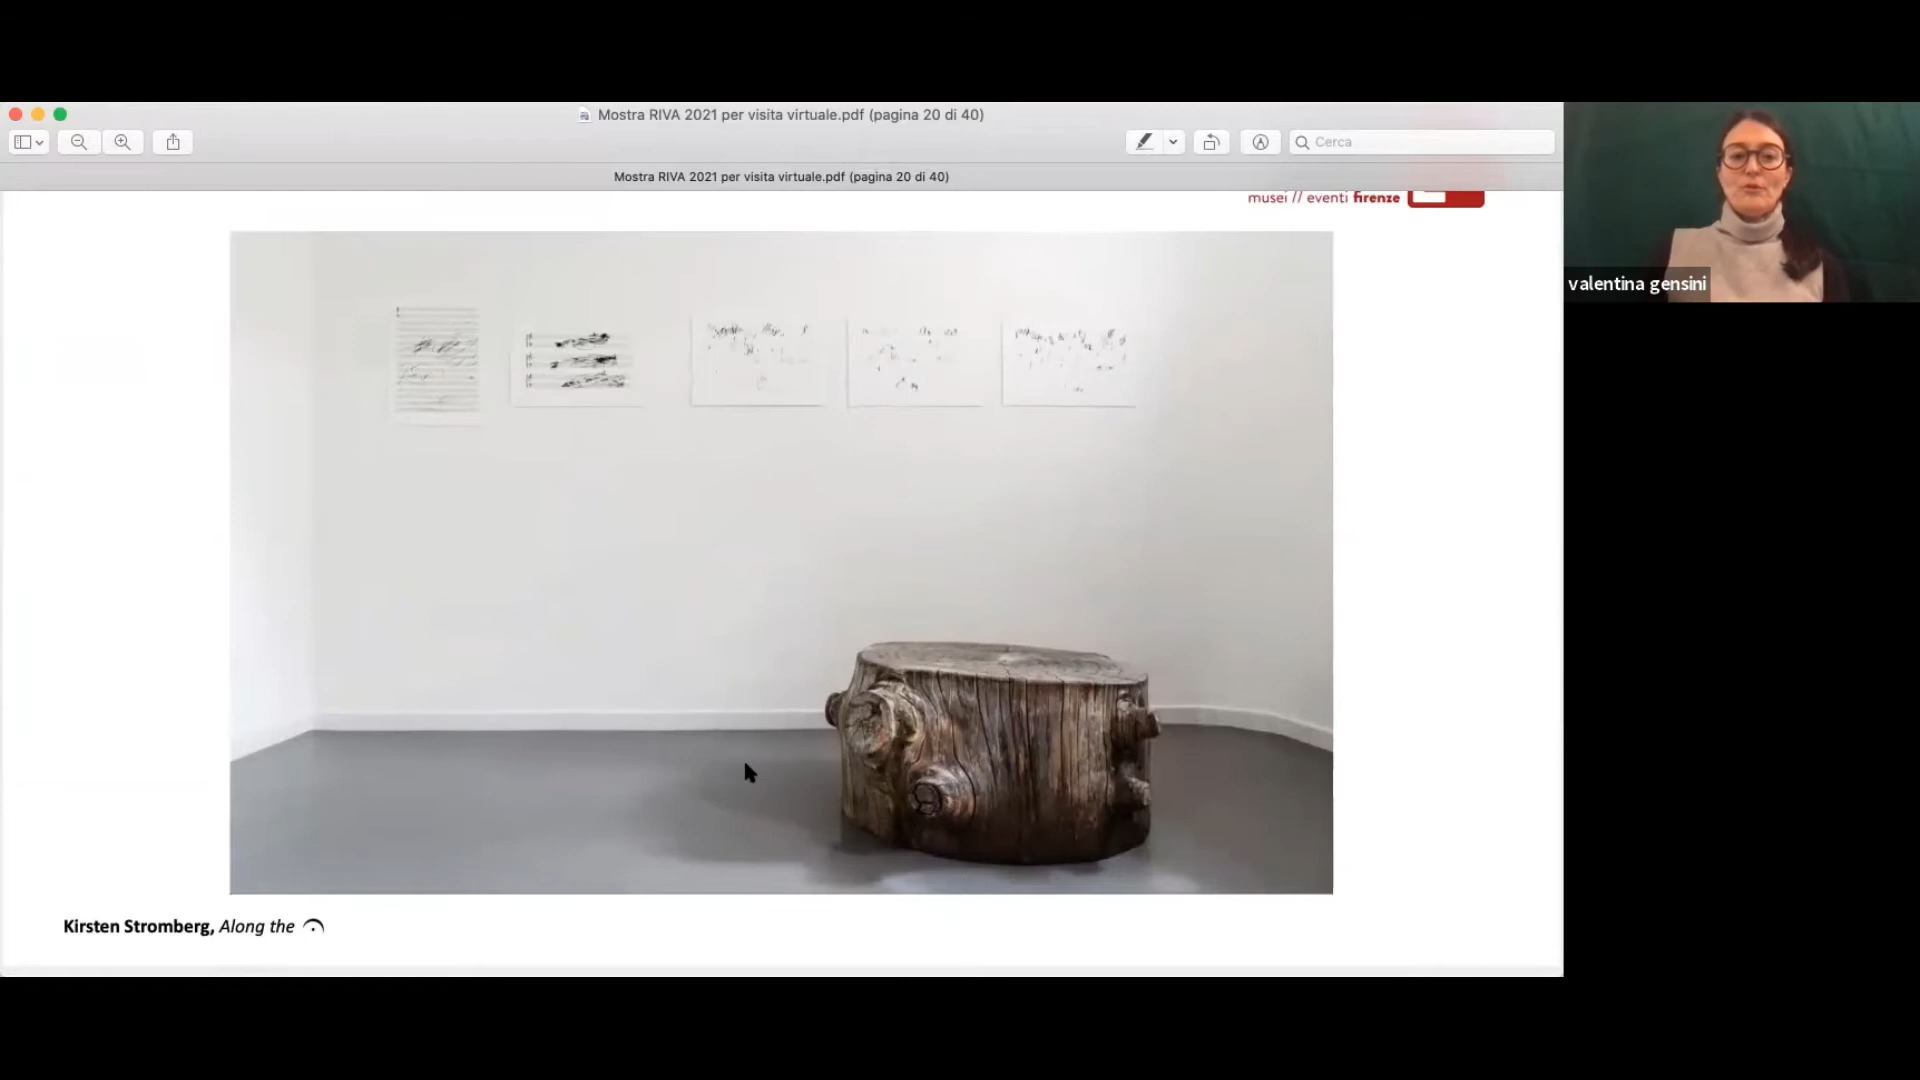 Mostra RIVA 2021 per visita virtuale.pdf (pagina 20 di 40)
Cerca
Mostra RIVA 2021 per visita virtuale.pdf (pagina 20 di 40)
musei // eventi firenze
valentina gensini
Kirsten Stromberg, Along the 𝄐